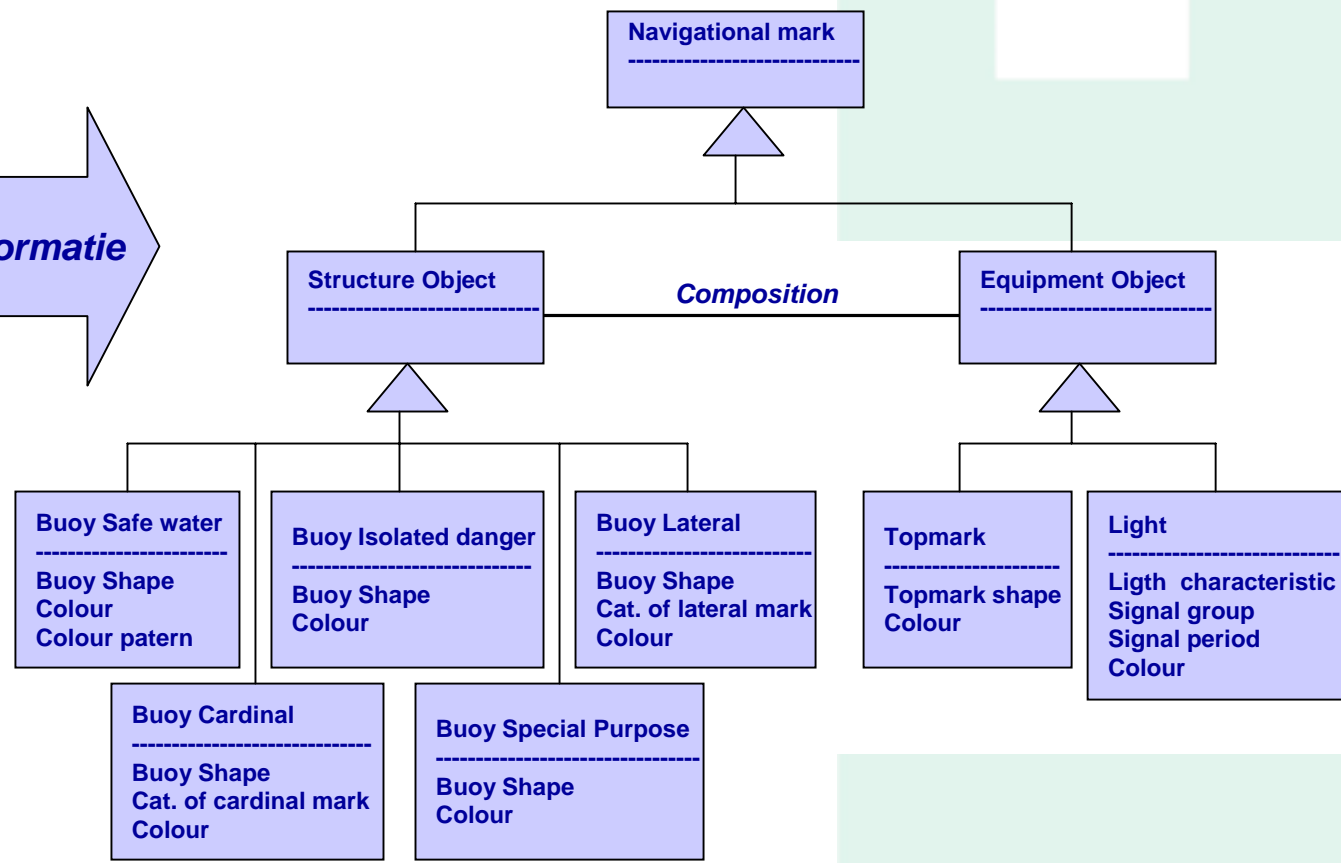 Navigational mark
-----------------------------
ormatie
Structure Object
-----------------------------
Composition
Equipment Object
-----------------------------
Buoy Safe water
------------------------
Buoy Shape
Colour
Colour patern
Buoy Isolated danger
------------------------------
Buoy Shape
Colour
Buoy Lateral
---------------------------
Buoy Shape
Cat. of lateral mark
Colour
Topmark
----------------------
Topmark shape
Colour
Light
-----------------------------
Ligth characteristic
Signal group
Signal period
Colour
Buoy Cardinal
------------------------------
Buoy Shape
Cat. of cardinal mark
Colour
Buoy Special Purpose
---------------------------------
Buoy Shape
Colour